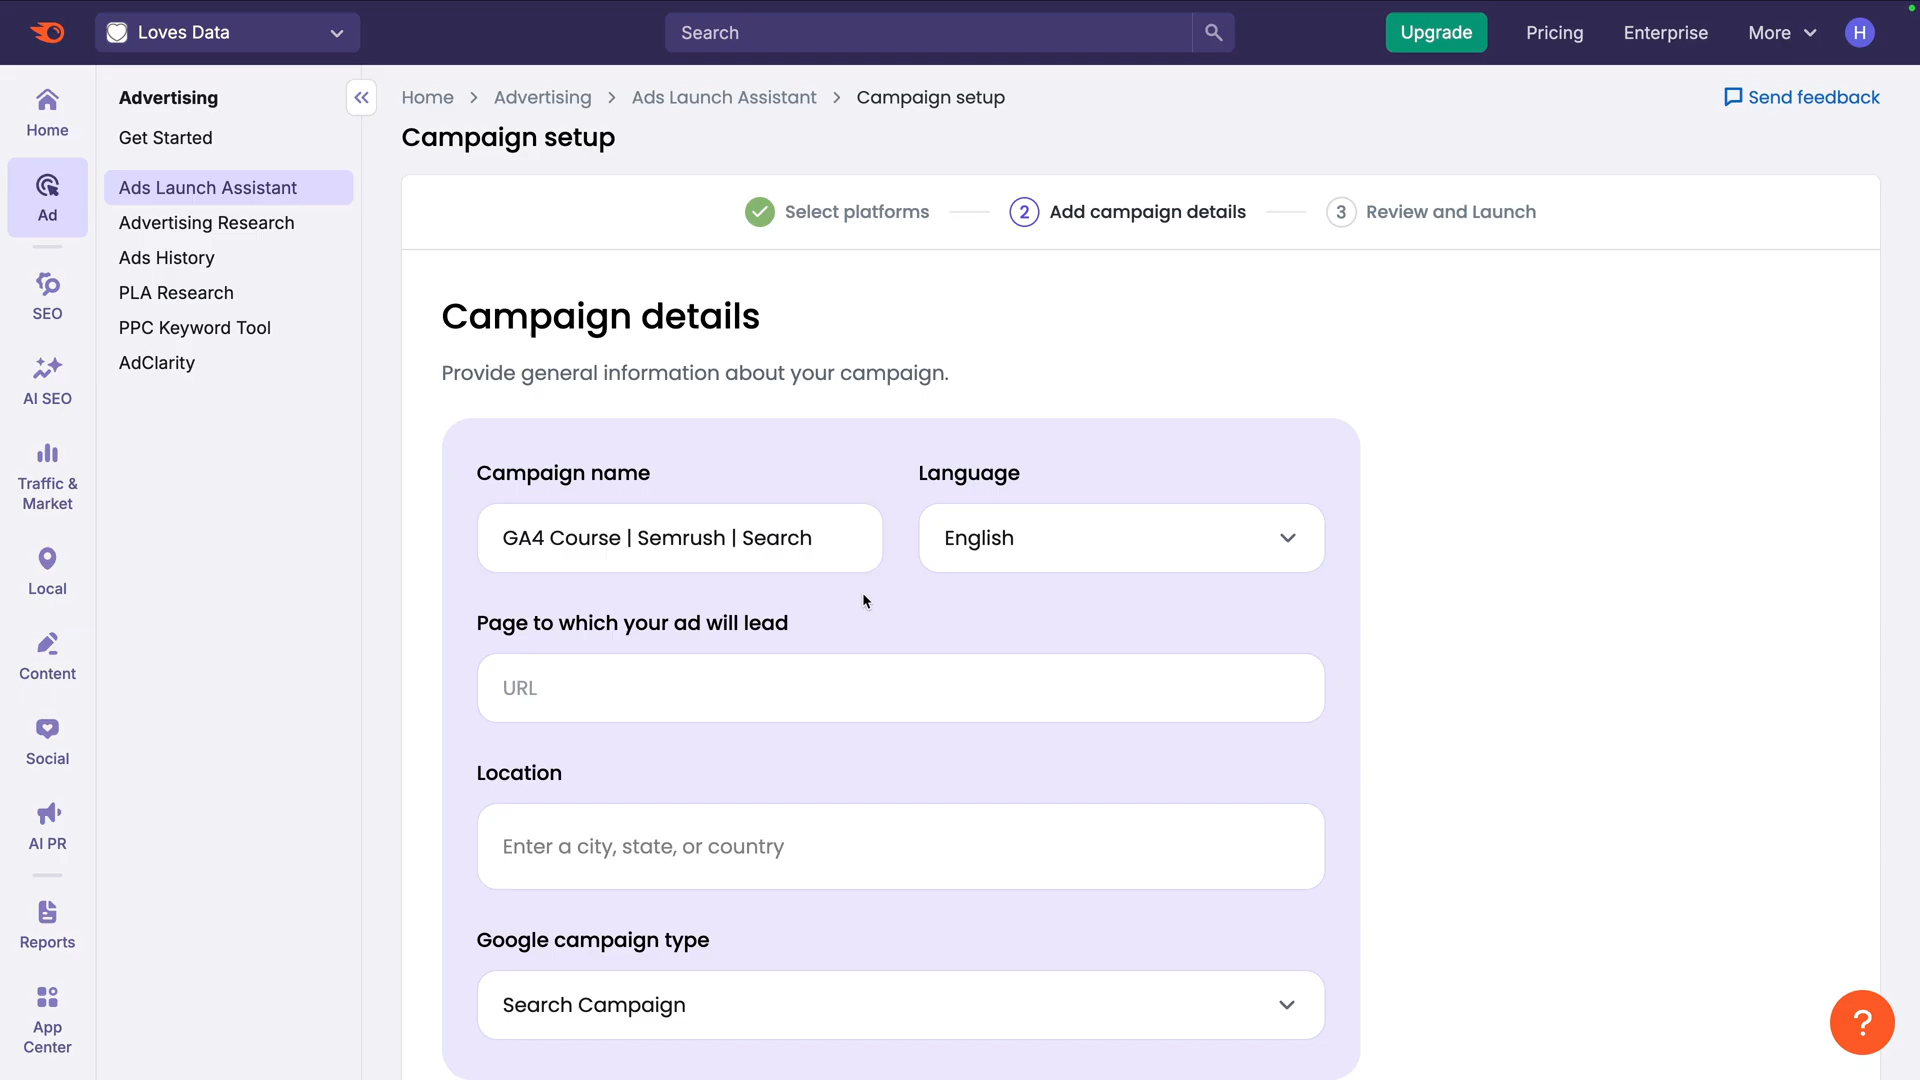 Loves Data
Search
Upgrade
Pricing
Enterprise
More
H
Home
Ad
SEO
AI SEO
Traffic &
Market
Local
Content
Social
AI PR
Reports
App
Center
Advertising
Get Started
Ads Launch Assistant
Advertising Research
Ads History
PLA Research
PPC Keyword Tool
AdClarity
Home > Advertising > Ads Launch Assistant > Campaign setup
Send feedback
Campaign setup
Select platforms
2 Add campaign details
3 Review and Launch
Campaign details
Provide general information about your campaign.
Campaign name
GA4 Course | Semrush | Search
Language
English
Page to which your ad will lead
URL
Location
Enter a city, state, or country
Google campaign type
Search Campaign
?